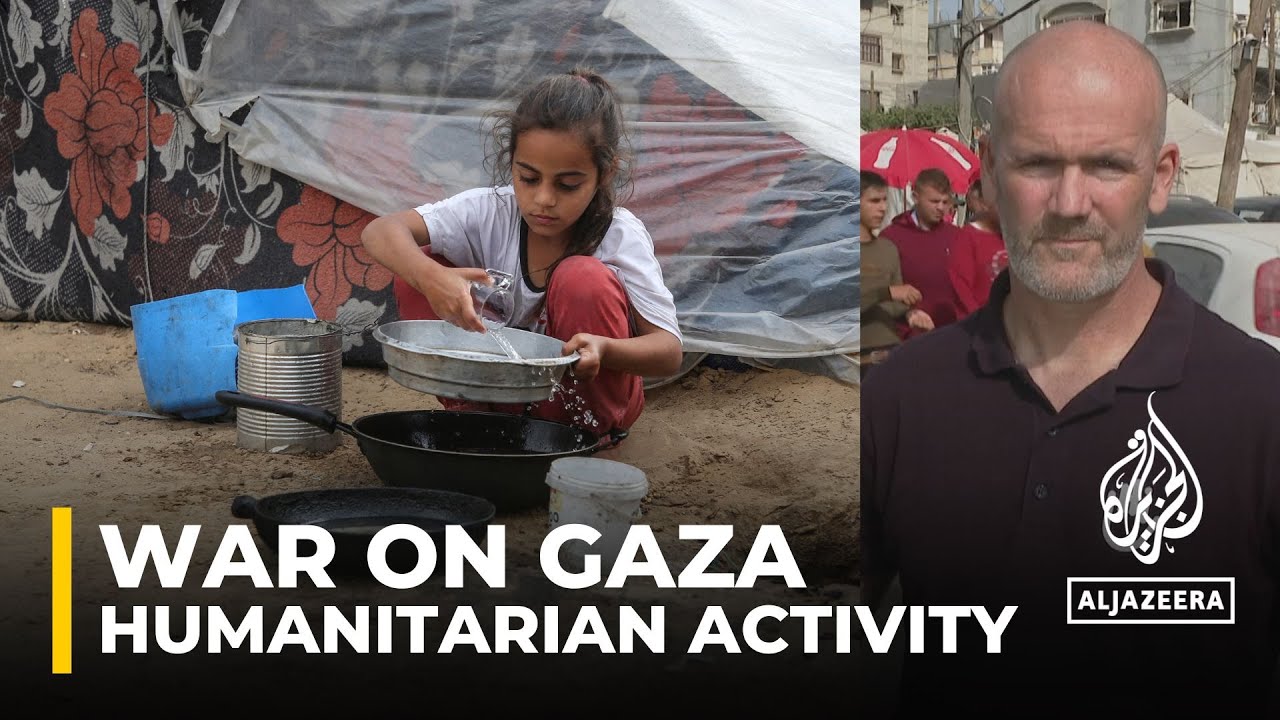 WAR ON GAZA
HUMANITARIAN ACTIVITY
الجزيرة
ALJAZEERA